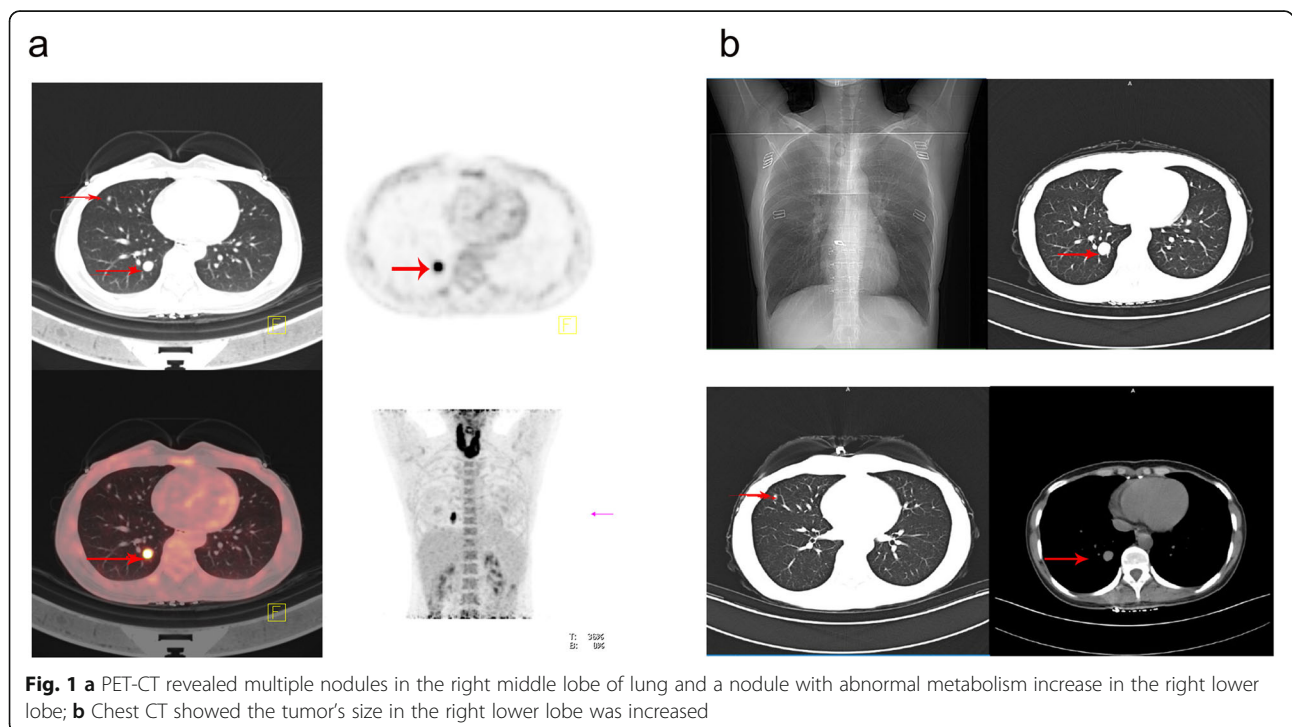 a
b
F
F
T: 36%
B: 0%
A
A
A
Fig. 1 a PET-CT revealed multiple nodules in the right middle lobe of lung and a nodule with abnormal metabolism increase in the right lower
lobe; b Chest CT showed the tumor's size in the right lower lobe was increased